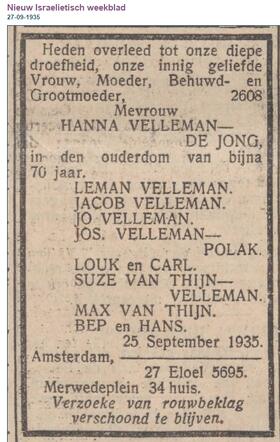 Nieuw Israelietisch weekblad
27-09-1935
Heden overleed tot onze diepe
droefheid, onze innig geliefde
Vrouw, Moeder, Behuwd- en
Grootmoeder, 2608
Mevrouw
HANNA VELLEMAN—
DE JONG,
in den ouderdom van bijna
70 jaar.
LEMAN VELLEMAN.
JACOB VELLEMAN.
JO VELLEMAN.
JOS. VELLEMAN—
POLAK.
LOUK en CARL.
SUZE VAN THIJN—
VELLEMAN.
MAX VAN THIJN.
BEP en HANS.
25 September 1935.
Amsterdam,
27 Eloel 5695.
Merwedeplein 34 huis.
Verzoeke van rouwbeklag
verschoond te blijven.